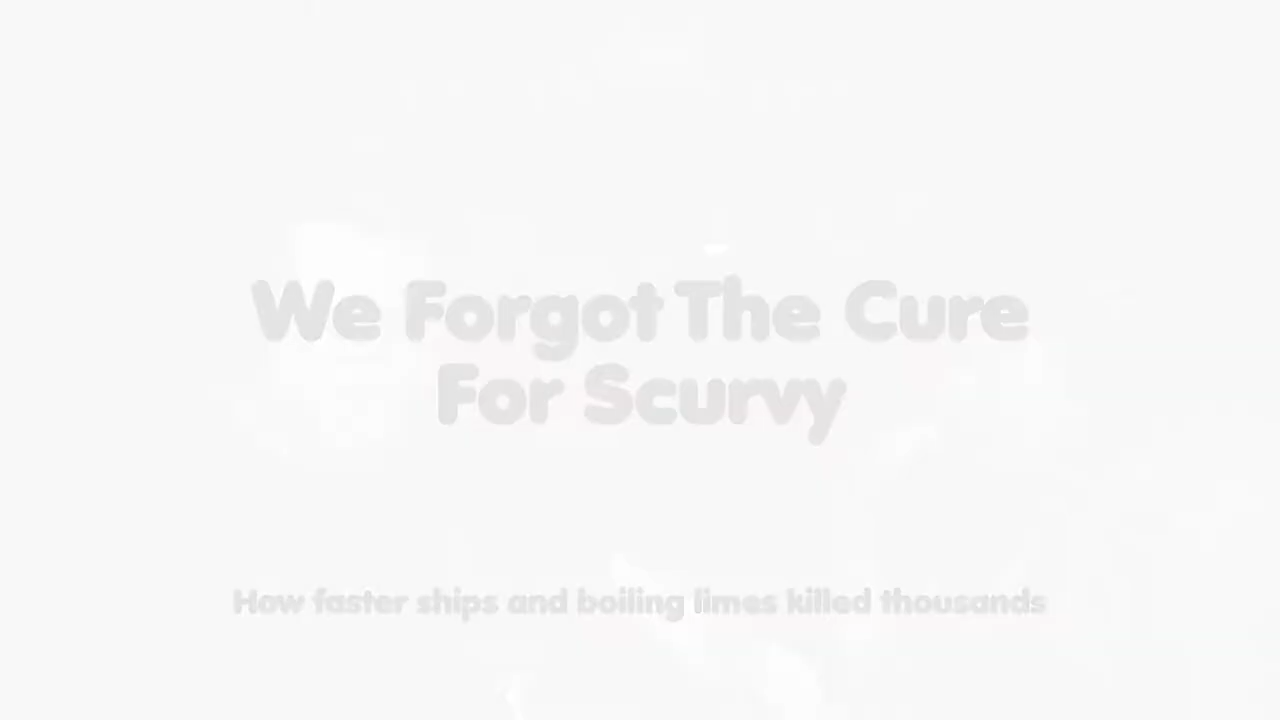 We Forgot The Cure
For Scurvy
How faster ships and boiling limes killed thousands